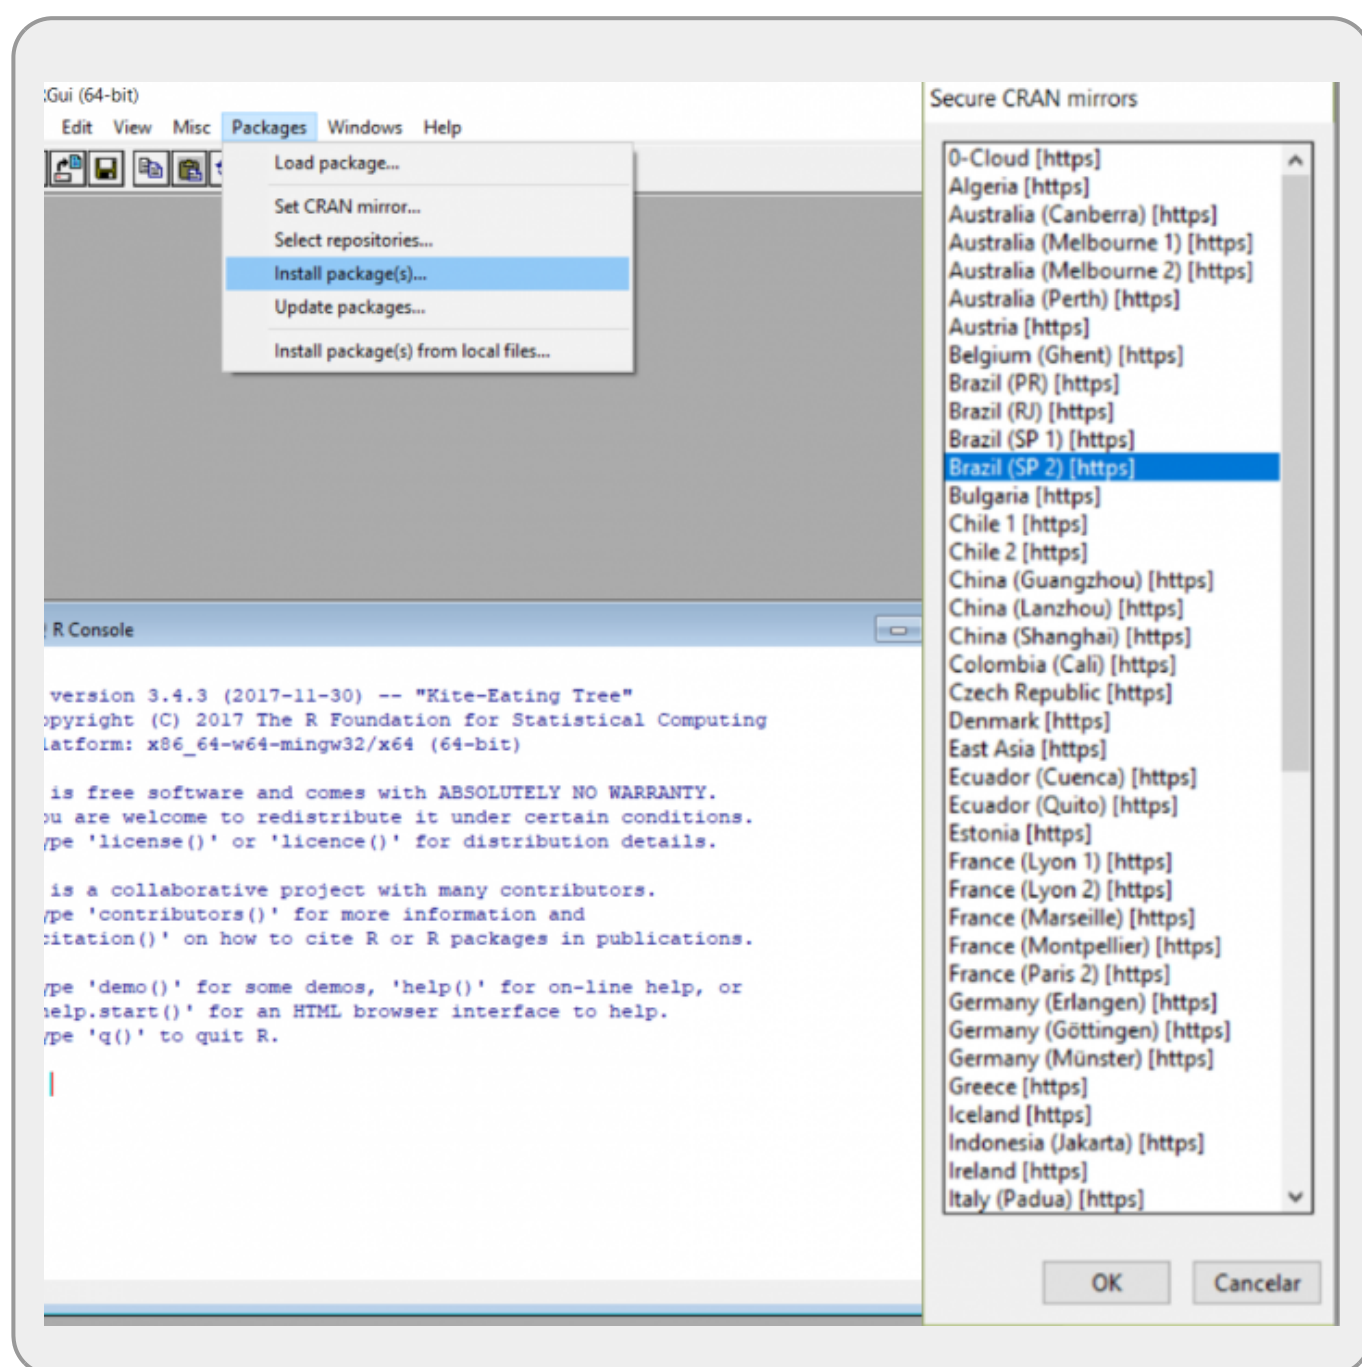 Gui (64-bit)
Edit View Misc Packages Windows Help
Load package...
Set CRAN mirror...
Select repositories...
Install package(s)...
Update packages...
Install package(s) from local files...
R Console
version 3.4.3 (2017-11-30) -- "Kite-Eating Tree"
opyright (C) 2017 The R Foundation for Statistical Computing
latform: x86_64-w64-mingw32/x64 (64-bit)
is free software and comes with ABSOLUTELY NO WARRANTY.
ou are welcome to redistribute it under certain conditions.
ype 'license()' or 'licence()' for distribution details.
is a collaborative project with many contributors.
ype 'contributors()' for more information and
citation()' on how to cite R or R packages in publications.
ype 'demo()' for some demos, 'help()' for on-line help, or
help.start()' for an HTML browser interface to help.
ype 'q()' to quit R.
Secure CRAN mirrors
0-Cloud [https]
Algeria [https]
Australia (Canberra) [https]
Australia (Melbourne 1) [https]
Australia (Melbourne 2) [https]
Australia (Perth) [https]
Austria [https]
Belgium (Ghent) [https]
Brazil (PR) [https]
Brazil (RJ) [https]
Brazil (SP 1) [https]
Brazil (SP 2) [https]
Bulgaria [https]
Chile 1 [https]
Chile 2 [https]
China (Guangzhou) [https]
China (Lanzhou) [https]
China (Shanghai) [https]
Colombia (Cali) [https]
Czech Republic [https]
Denmark [https]
East Asia [https]
Ecuador (Cuenca) [https]
Ecuador (Quito) [https]
Estonia [https]
France (Lyon 1) [https]
France (Lyon 2) [https]
France (Marseille) [https]
France (Montpellier) [https]
France (Paris 2) [https]
Germany (Erlangen) [https]
Germany (Göttingen) [https]
Germany (Münster) [https]
Greece [https]
Iceland [https]
Indonesia (Jakarta) [https]
Ireland [https]
Italy (Padua) [https]
OK Cancelar